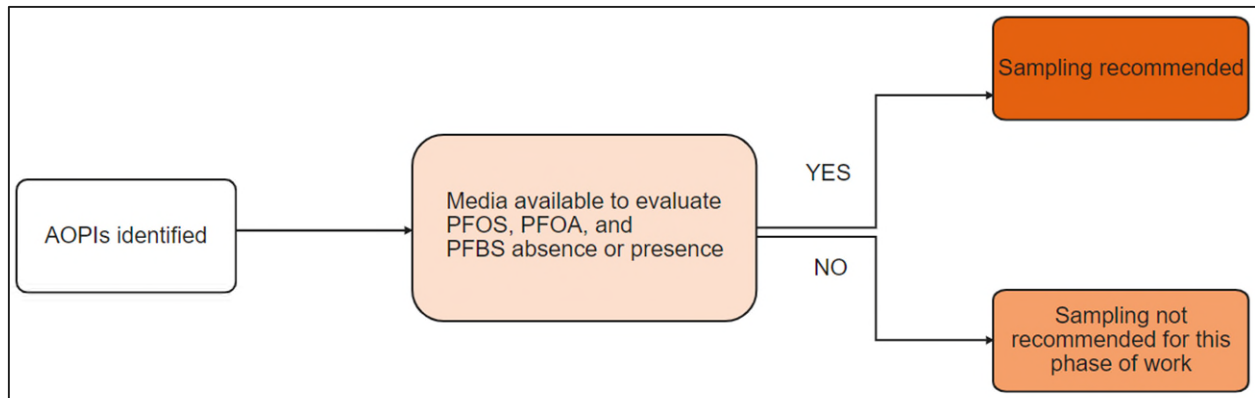 AOPIs identified
Media available to evaluate
PFOS, PFOA, and
PFBS absence or presence
YES
NO
Sampling recommended
Sampling not
recommended for this
phase of work